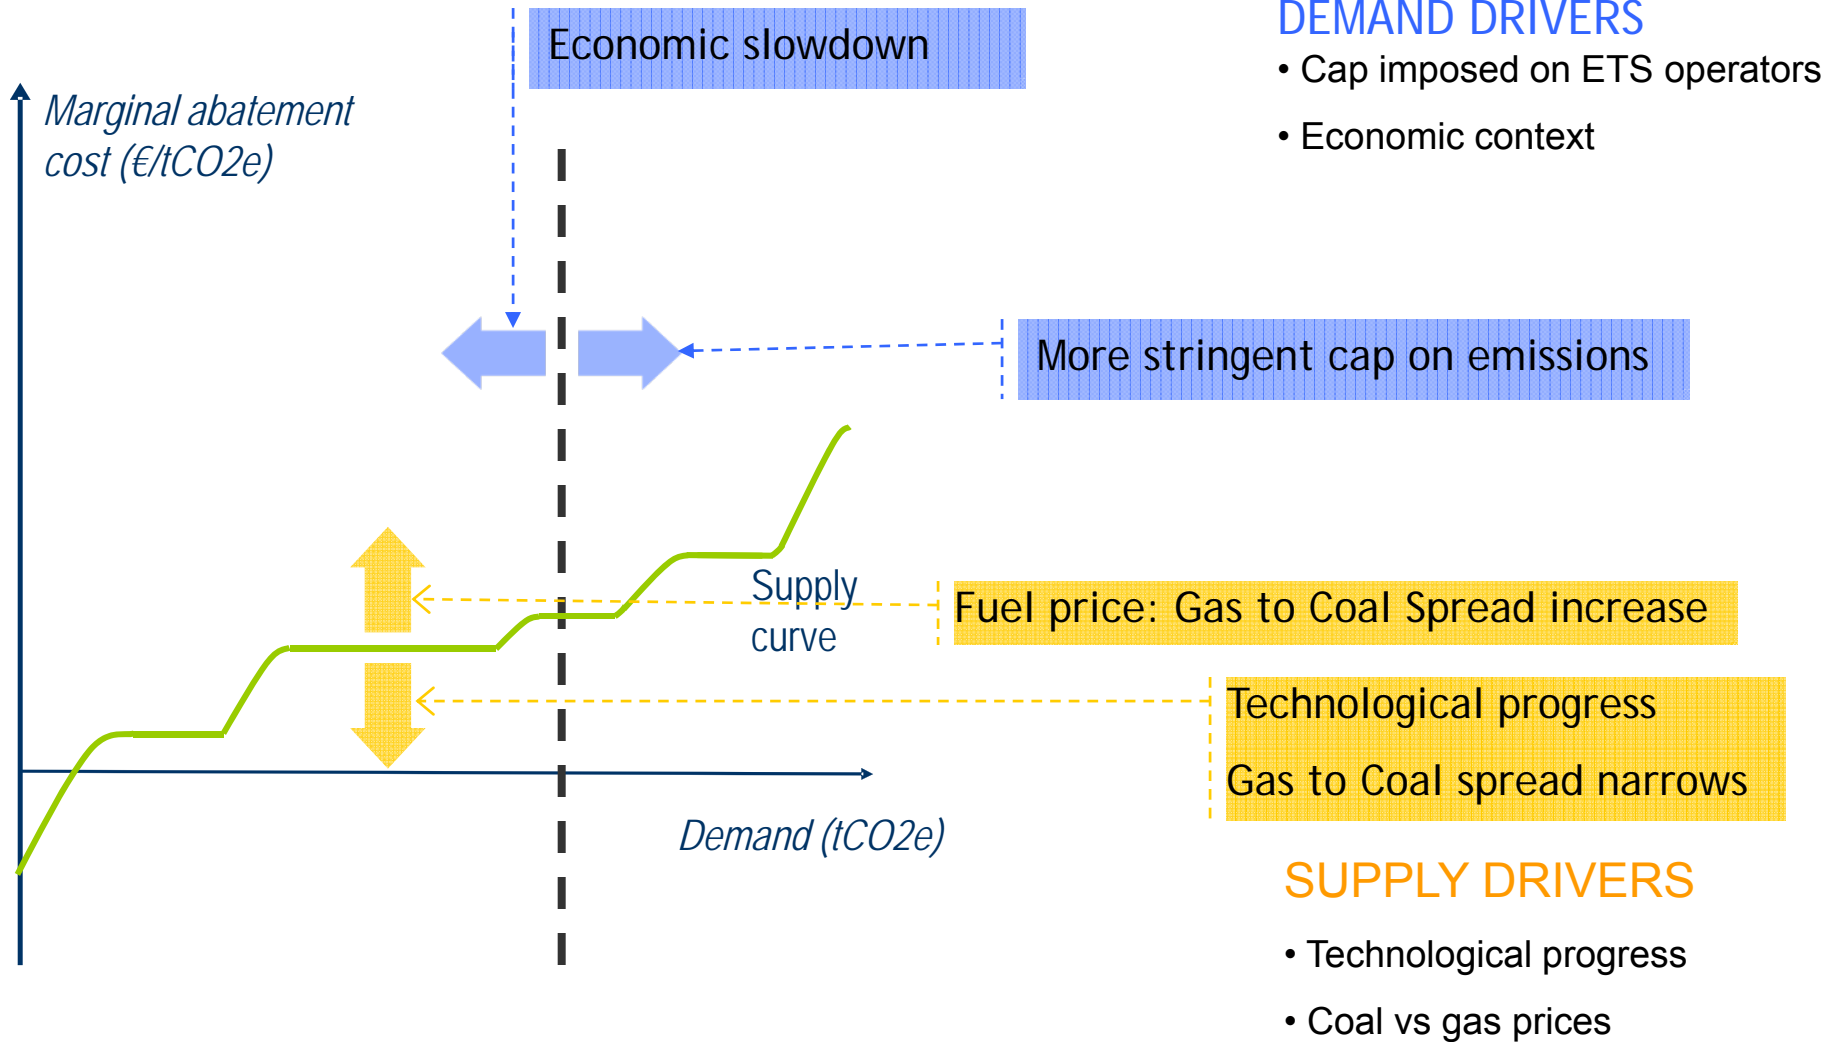 DEMAND DRIVERS
• Cap imposed on ETS operators
• Economic context
Economic slowdown
Marginal abatement
cost (€/tCO2e)
More stringent cap on emissions
Supply
curve
Fuel price: Gas to Coal Spread increase
Technological progress
Gas to Coal spread narrows
Demand (tCO2e)
SUPPLY DRIVERS
• Technological progress
• Coal vs gas prices